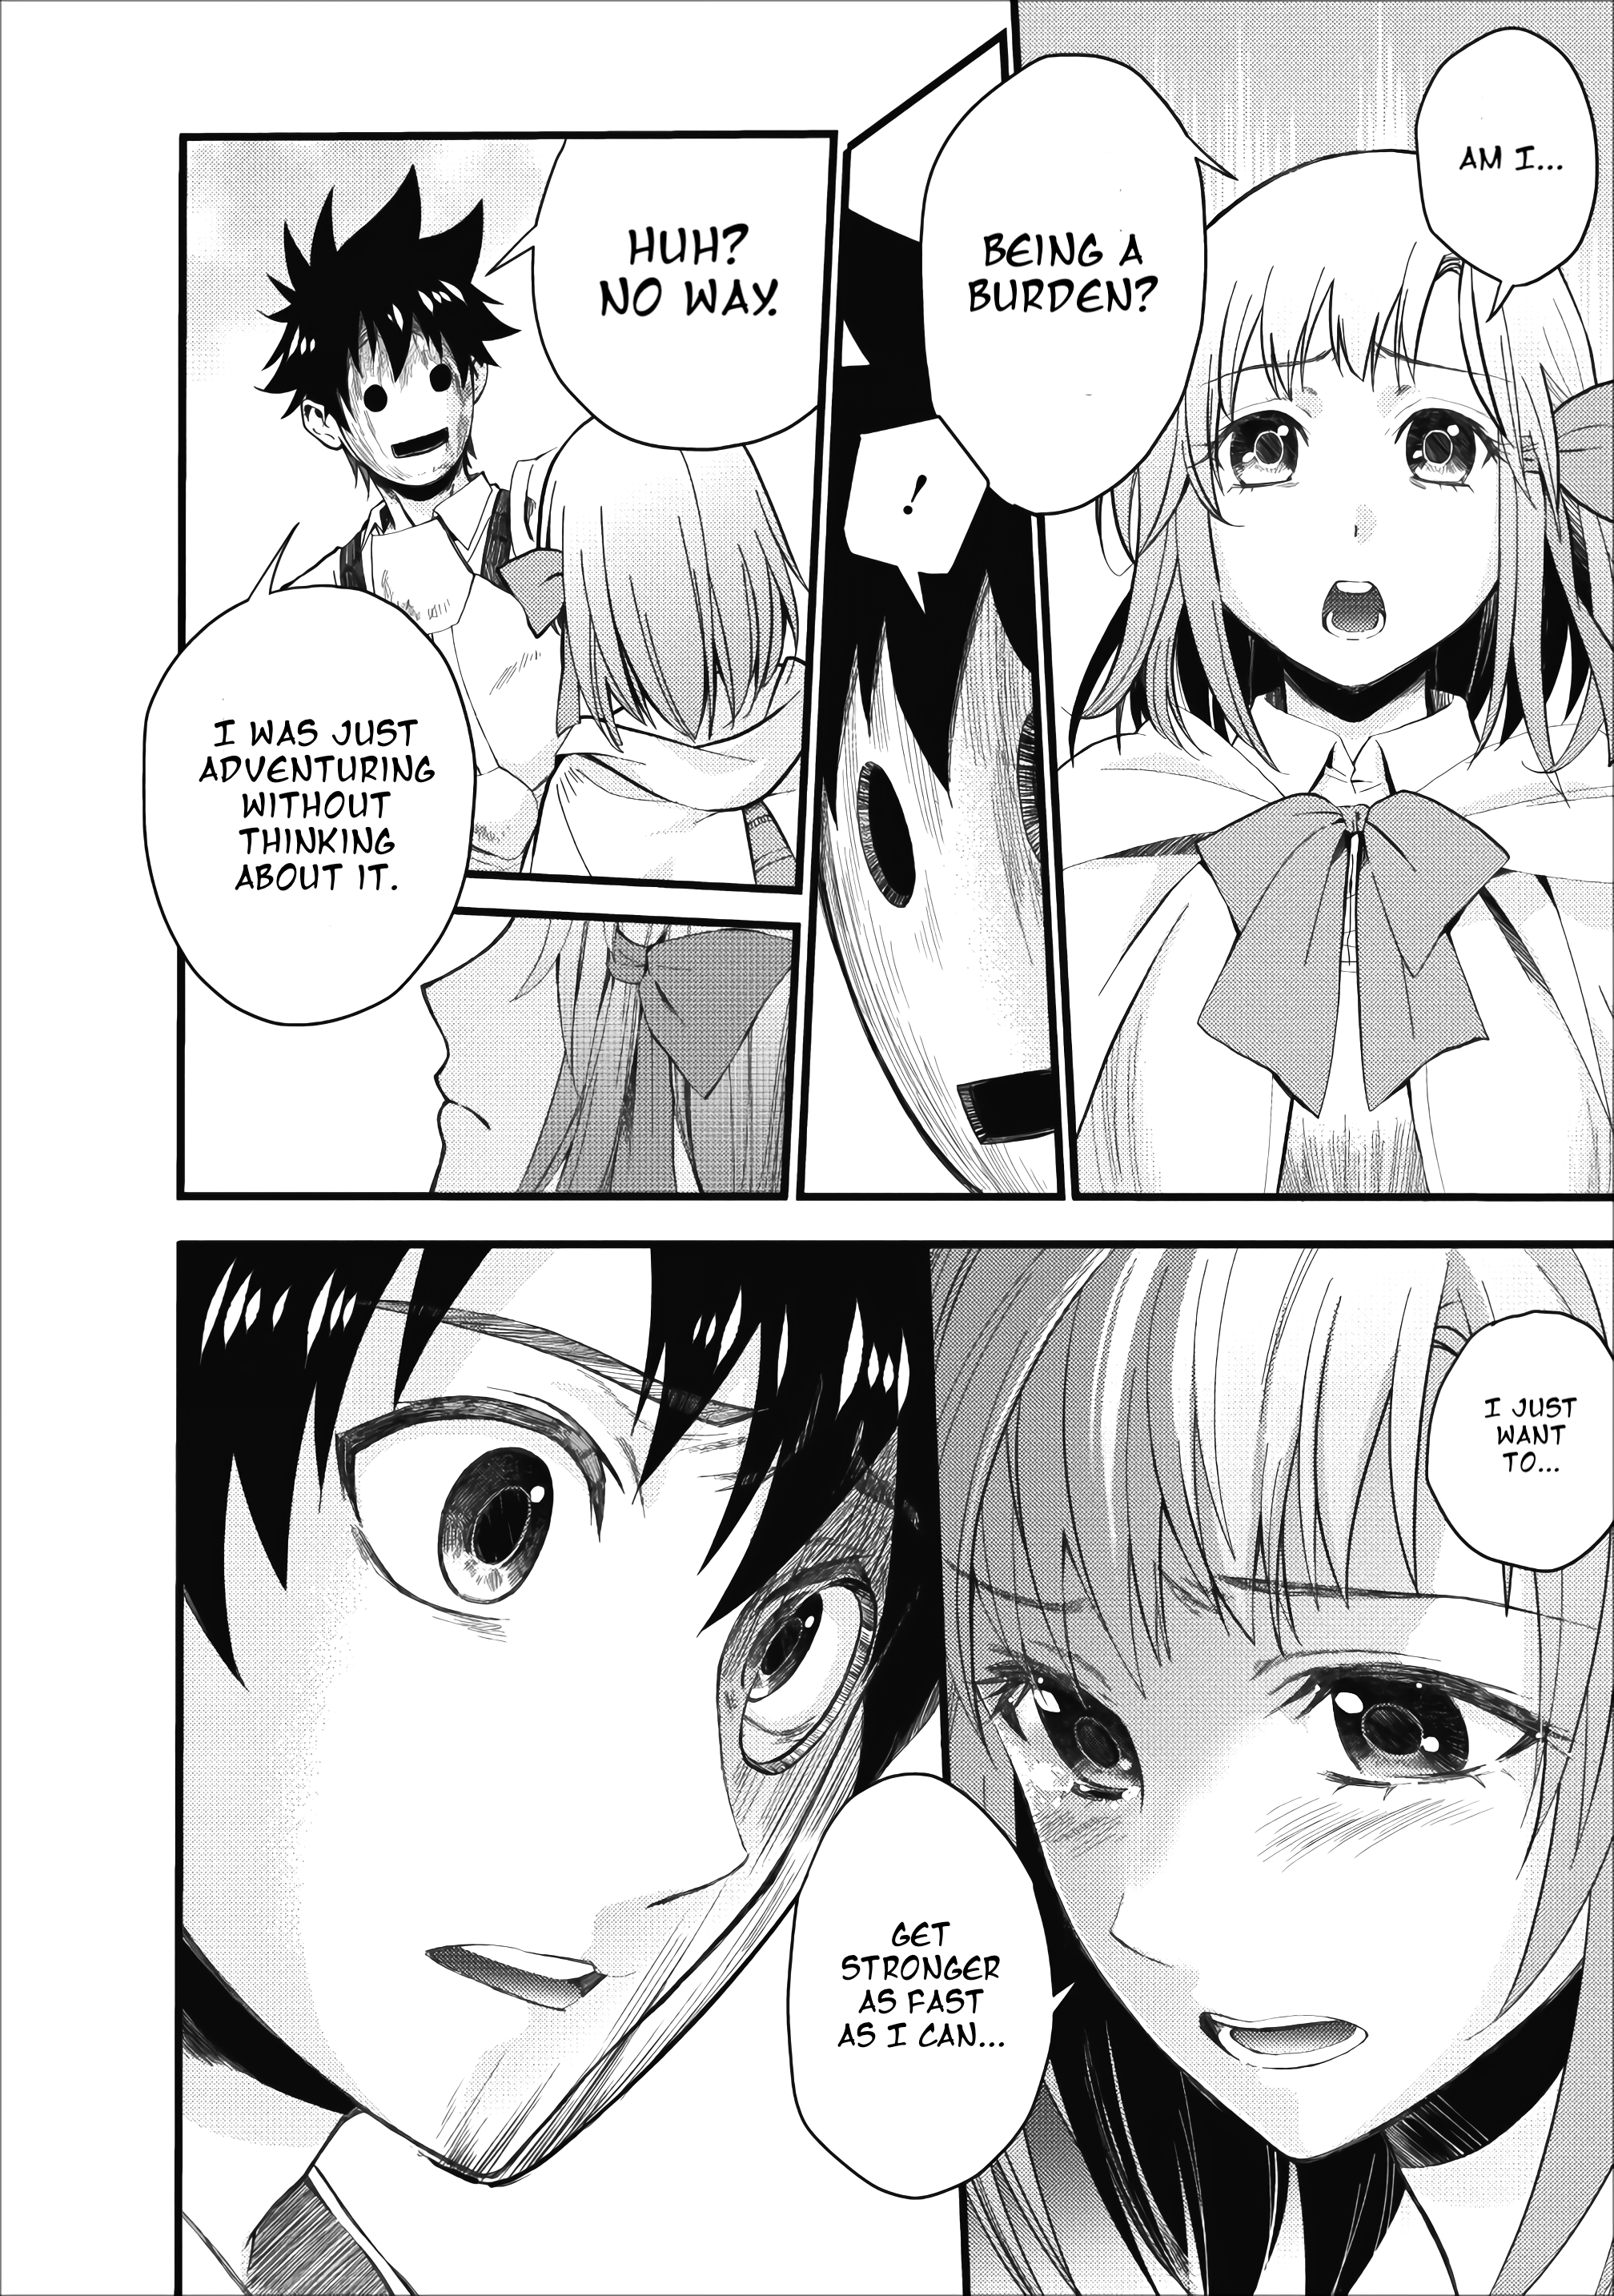 AM I...
BEING A
BURDEN?
!
HUH?
NO WAY.
I WAS JUST
ADVENTURING
WITHOUT
THINKING
ABOUT IT.
I JUST
WANT
TO...
GET
STRONGER
AS FAST
AS I CAN...